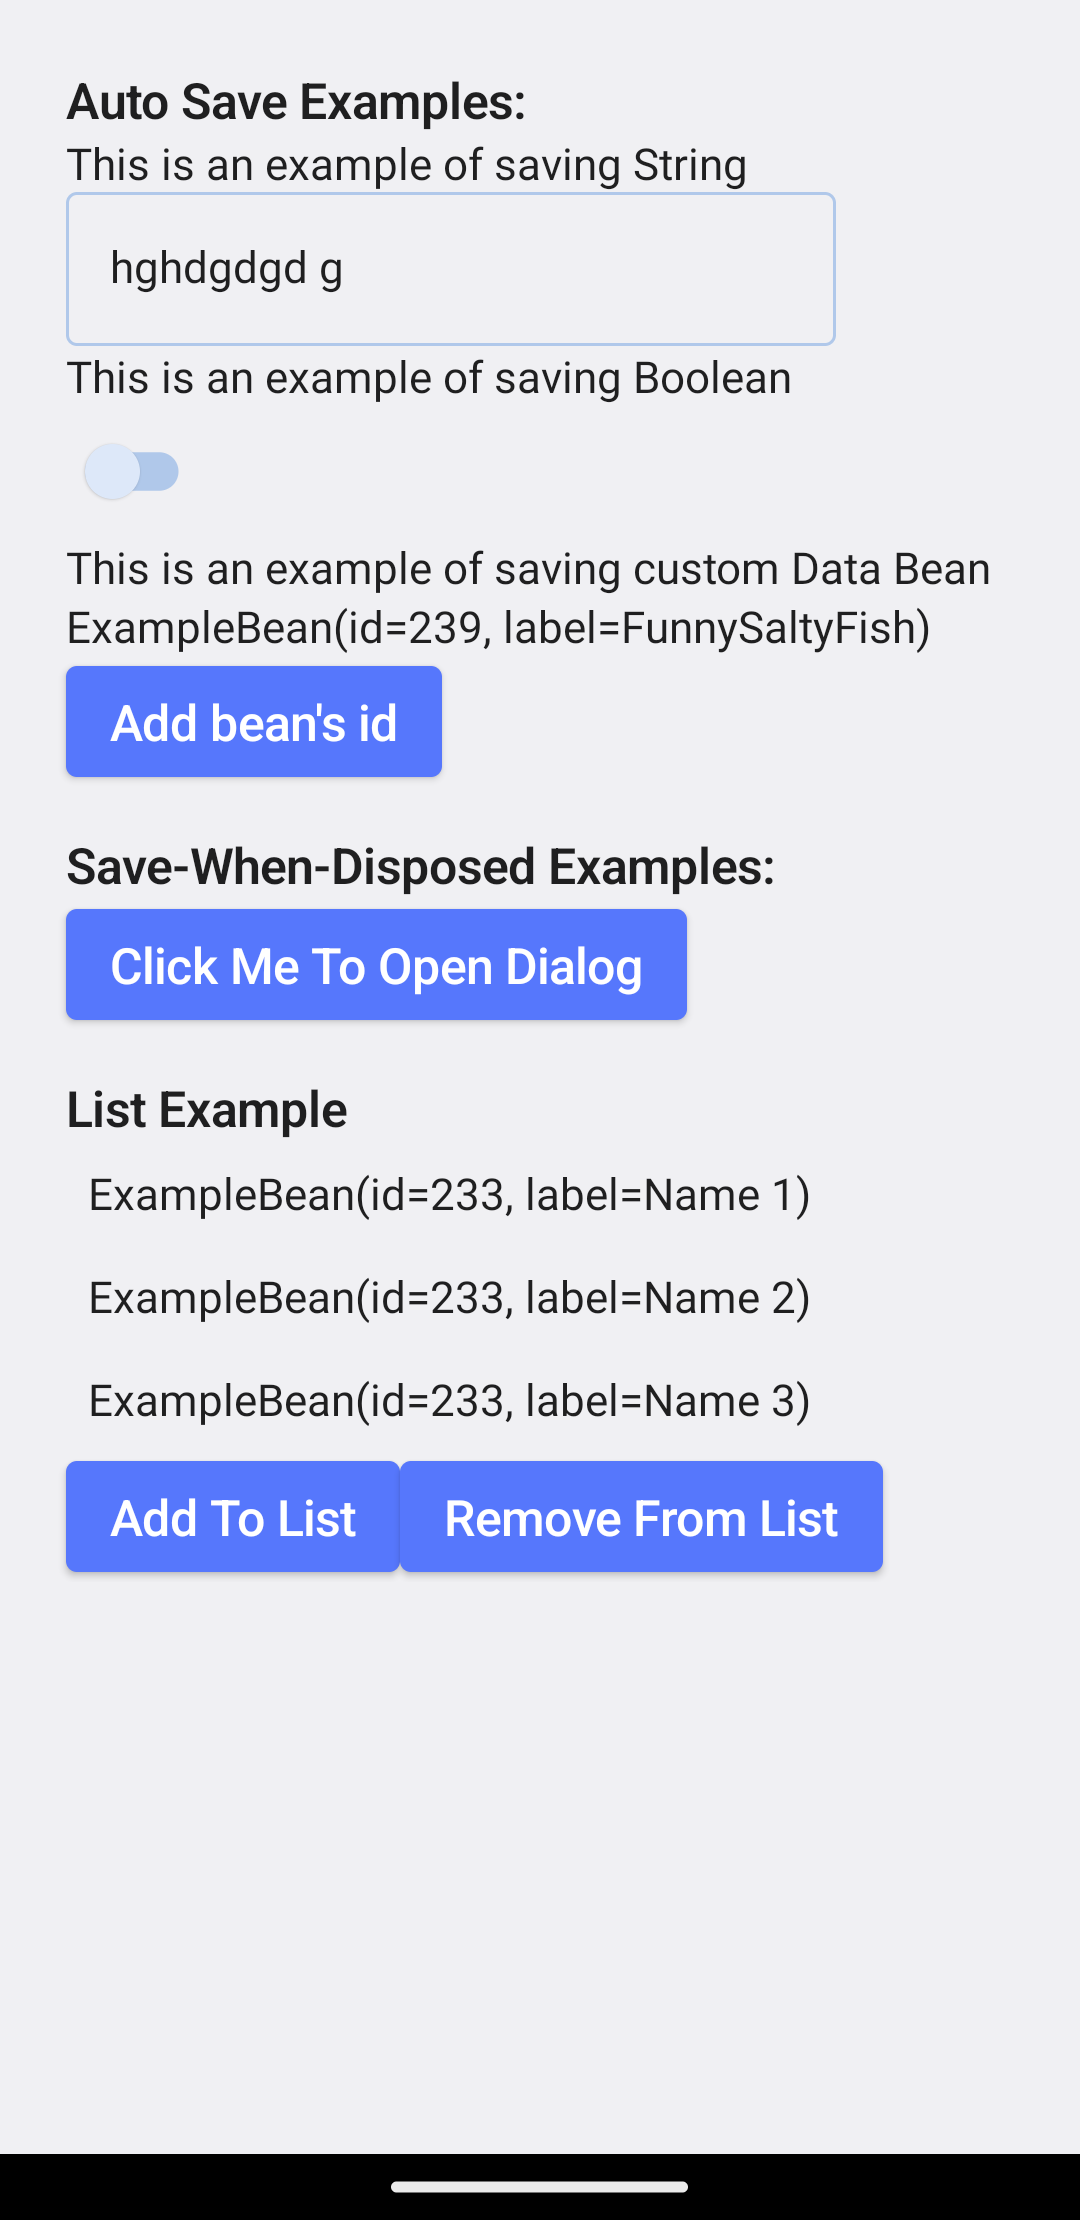 Auto Save Examples:
This is an example of saving String
hghdgdgd g
This is an example of saving Boolean
This is an example of saving custom Data Bean
ExampleBean(id=239, label=FunnySaltyFish)
Add bean's id
Save-When-Disposed Examples:
Click Me To Open Dialog
List Example
ExampleBean(id=233, label=Name 1)
ExampleBean(id=233, label=Name 2)
ExampleBean(id=233, label=Name 3)
Add To List Remove From List